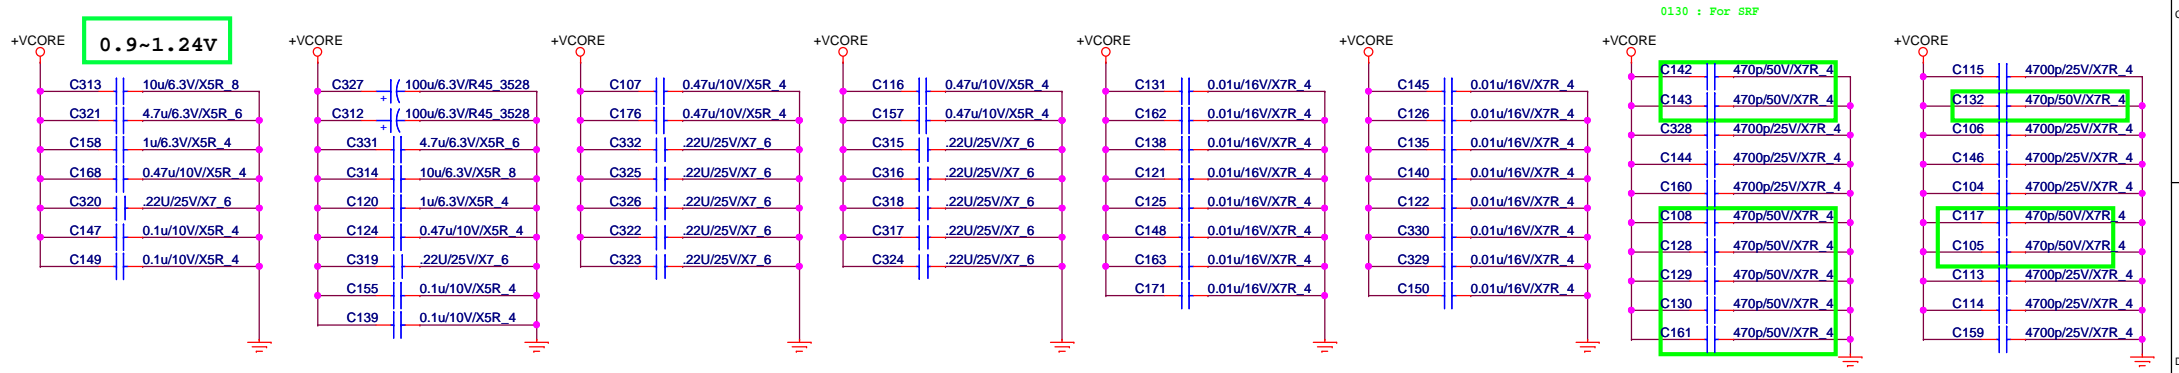 0130 : For SRF
+VCORE
0.9~1.24V
C313 10u/6.3V/X5R_8
C321 4.7u/6.3V/X5R_6
C158 1u/6.3V/X5R_4
C168 0.47u/10V/X5R_4
C320 .22U/25V/X7_6
C147 0.1u/10V/X5R_4
C149 0.1u/10V/X5R_4
+VCORE
C327 100u/6.3V/R45_3528
+
C312 100u/6.3V/R45_3528
+
C331 4.7u/6.3V/X5R_6
C314 10u/6.3V/X5R_8
C120 1u/6.3V/X5R_4
C124 0.47u/10V/X5R_4
C319 .22U/25V/X7_6
C155 0.1u/10V/X5R_4
C139 0.1u/10V/X5R_4
+VCORE
C107 0.47u/10V/X5R_4
C176 0.47u/10V/X5R_4
C332 .22U/25V/X7_6
C325 .22U/25V/X7_6
C326 .22U/25V/X7_6
C322 .22U/25V/X7_6
C323 .22U/25V/X7_6
+VCORE
C116 0.47u/10V/X5R_4
C157 0.47u/10V/X5R_4
C315 .22U/25V/X7_6
C316 .22U/25V/X7_6
C318 .22U/25V/X7_6
C317 .22U/25V/X7_6
C324 .22U/25V/X7_6
+VCORE
C131 0.01u/16V/X7R_4
C162 0.01u/16V/X7R_4
C138 0.01u/16V/X7R_4
C121 0.01u/16V/X7R_4
C125 0.01u/16V/X7R_4
C148 0.01u/16V/X7R_4
C163 0.01u/16V/X7R_4
C171 0.01u/16V/X7R_4
+VCORE
C145 0.01u/16V/X7R_4
C126 0.01u/16V/X7R_4
C135 0.01u/16V/X7R_4
C140 0.01u/16V/X7R_4
C122 0.01u/16V/X7R_4
C330 0.01u/16V/X7R_4
C329 0.01u/16V/X7R_4
C150 0.01u/16V/X7R_4
+VCORE
C142 470p/50V/X7R_4
C143 470p/50V/X7R_4
C328 4700p/25V/X7R_4
C144 4700p/25V/X7R_4
C160 4700p/25V/X7R_4
C108 470p/50V/X7R_4
C128 470p/50V/X7R_4
C129 470p/50V/X7R_4
C130 470p/50V/X7R_4
C161 470p/50V/X7R_4
+VCORE
C115 4700p/25V/X7R_4
C132 470p/50V/X7R_4
C106 4700p/25V/X7R_4
C146 4700p/25V/X7R_4
C104 4700p/25V/X7R_4
C117 470p/50V/X7R_4
C105 470p/50V/X7R_4
C113 4700p/25V/X7R_4
C114 4700p/25V/X7R_4
C159 4700p/25V/X7R_4